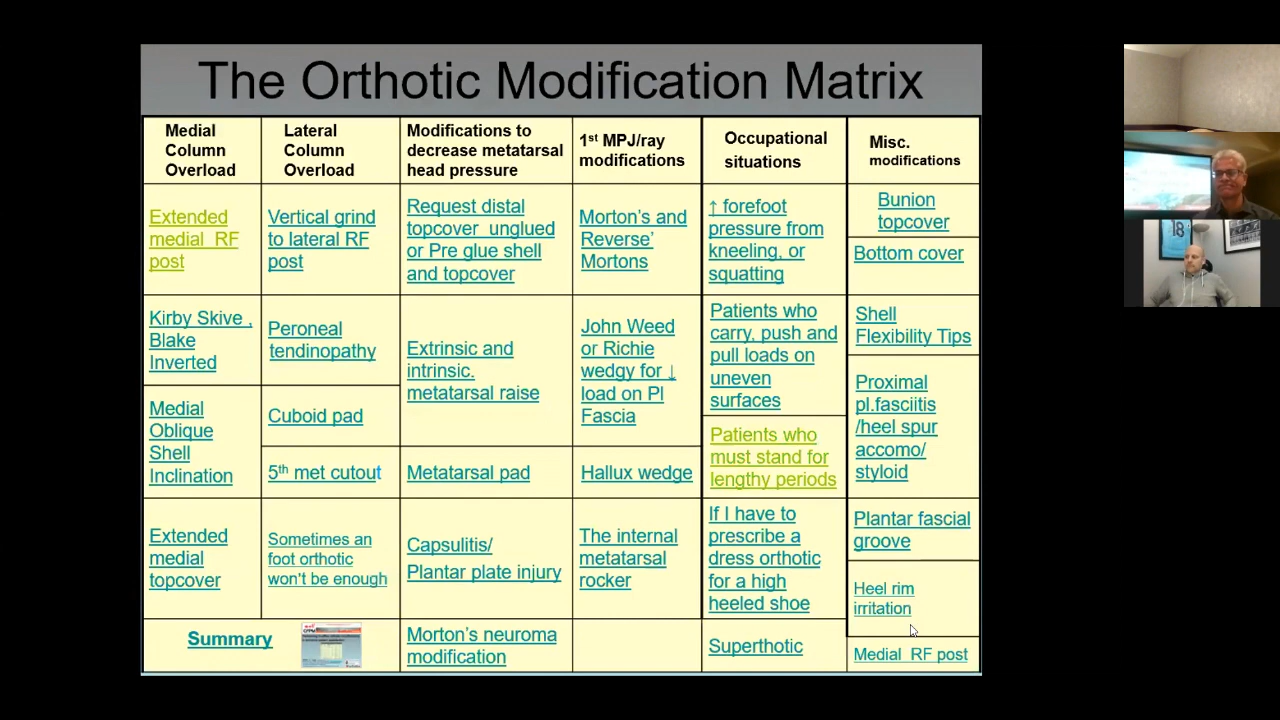 The Orthotic Modification Matrix
Medial
Column
Overload
Lateral
Column
Overload
Modifications to
decrease metatarsal
head pressure
1st MPJ/ray
modifications
Occupational
situations
Misc.
modifications
Extended
medial RF
post
Vertical grind
to lateral RF
post
Request distal
topcover unglued
or Pre glue shell
and topcover
Morton's and
Reverse'
Mortons
↑ forefoot
pressure from
kneeling, or
squatting
Bunion
topcover
Bottom cover
Kirby Skive ,
Blake
Inverted
Peroneal
tendinopathy
Extrinsic and
intrinsic.
metatarsal raise
John Weed
or Richie
wedgy for ↓
load on Pl
Fascia
Patients who
carry, push and
pull loads on
uneven
surfaces
Shell
Flexibility Tips
Medial
Oblique
Shell
Inclination
Cuboid pad
Patients who
must stand for
lengthy periods
Proximal
pl.fasciitis
/heel spur
accomo/
styloid
5th met cutout
Metatarsal pad
Hallux wedge
Extended
medial
topcover
Sometimes an
foot orthotic
won't be enough
Capsulitis/
Plantar plate injury
The internal
metatarsal
rocker
If I have to
prescribe a
dress orthotic
for a high
heeled shoe
Plantar fascial
groove
Heel rim
irritation
Summary
Morton's neuroma
modification
Superthotic
Medial RF post
18